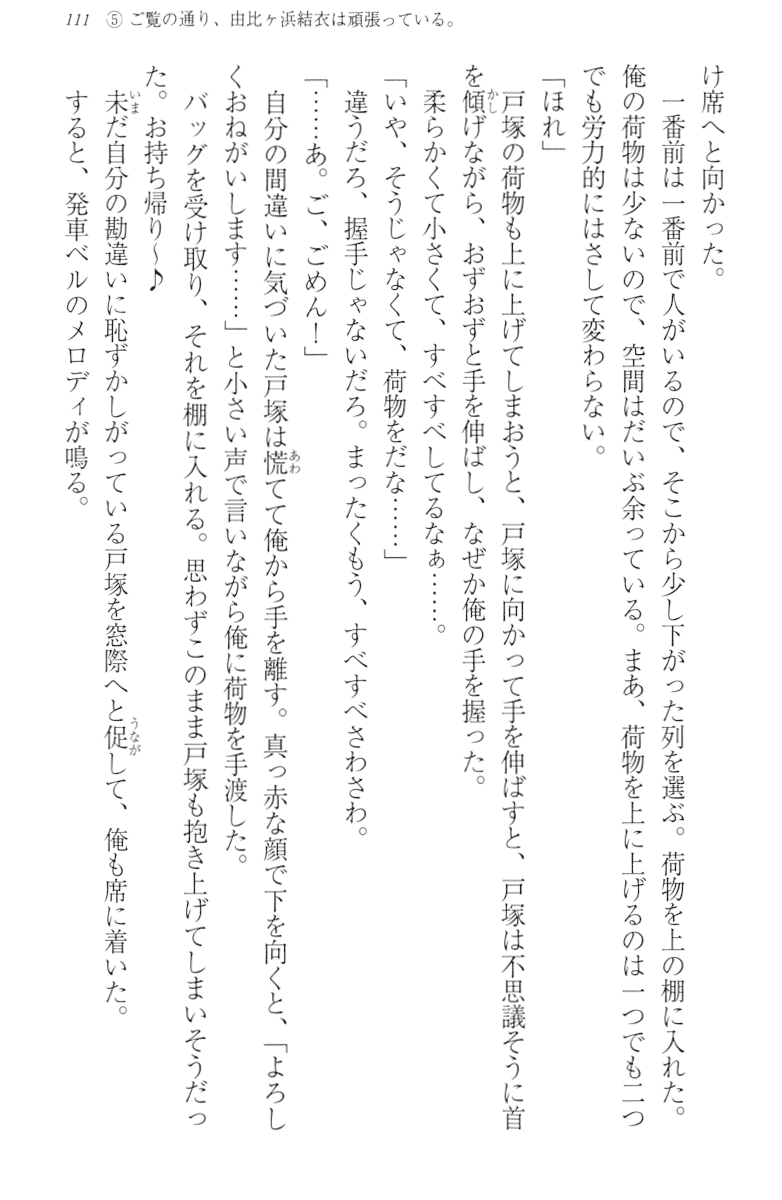 111 ⑤ ご覧の通り、由比ヶ浜結衣は頑張っている。
け席へと向かった。
一番前は一番前で人がいるので、そこから少し下がった列を選ぶ。荷物を上の棚に入れた。
俺の荷物は少ないので、空間はだいぶ余っている。まあ、荷物を上に上げるのは一つでも二つ
でも労力的にはさして変わらない。
「ほれ」
戸塚の荷物も上に上げてしまおうと、戸塚に向かって手を伸ばすと、戸塚は不思議そうに首
を傾げながら、おずおずと手を伸ばし、なぜか俺の手を握った。
柔らかくて小さくて、すべすべしてるなぁ……。
「いや、そうじゃなくて、荷物をだな……」
違うだろ、握手じゃないだろ。まったくもう、すべすべさわさわ。
「……あ。ご、ごめん！」
自分の間違いに気づいた戸塚は慌てて俺から手を離す。真っ赤な顔で下を向くと、「よろし
くおねがいします……」と小さい声で言いながら俺に荷物を手渡した。
バッグを受け取り、それを棚に入れる。思わずこのまま戸塚も抱き上げてしまいそうだっ
た。お持ち帰り～♪
未だ自分の勘違いに恥ずかしがっている戸塚を窓際へと促して、俺も席に着いた。
すると、発車ベルのメロディが鳴る。